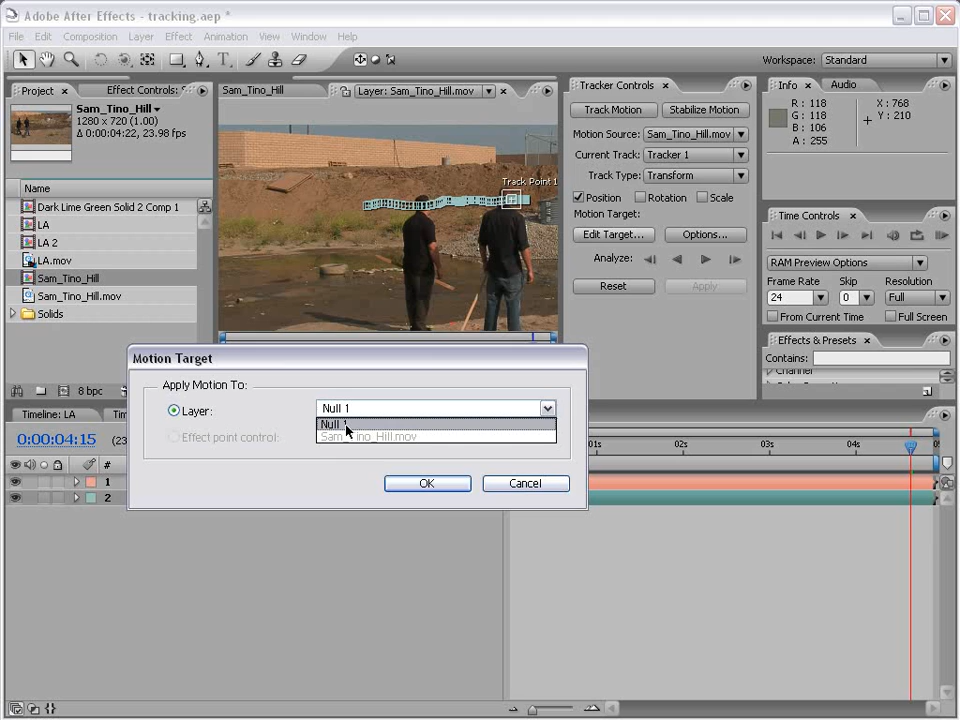 Adobe After Effects - tracking.aep *
File Edit Composition Layer Effect Animation View Window Help
Workspace: Standard
Project Effect Controls: S
Sam_Tino_Hill
1280 x 720 (1.00)
Δ 0:00:04:22, 23.98 fps
Name
Dark Lime Green Solid 2 Comp 1
LA
LA 2
LA.mov
Sam_Tino_Hill
Sam_Tino_Hill.mov
Solids
8 bpc
Sam_Tino_Hill Layer: Sam_Tino_Hill.mov
Track Point 1
Tracker Controls
Track Motion Stabilize Motion
Motion Source: Sam_Tino_Hill.mov
Current Track: Tracker 1
Track Type: Transform
Position Rotation Scale
Motion Target:
Edit Target... Options...
Analyze:
Reset Apply
Info Audio
R: 118 X: 768
G: 118 Y: 210
B: 106
A: 255
Time Controls
RAM Preview Options
Frame Rate Skip Resolution
24 0 Full
From Current Time Full Screen
Effects & Presets
Contains:
Channel
Motion Target
Apply Motion To:
Layer: Null 1
Null 1
Effect point control: Sam_Tino_Hill.mov
OK Cancel
Timeline: LA Tim
0:00:04:15 (23
01s 02s 03s 04s 05
#
1
2